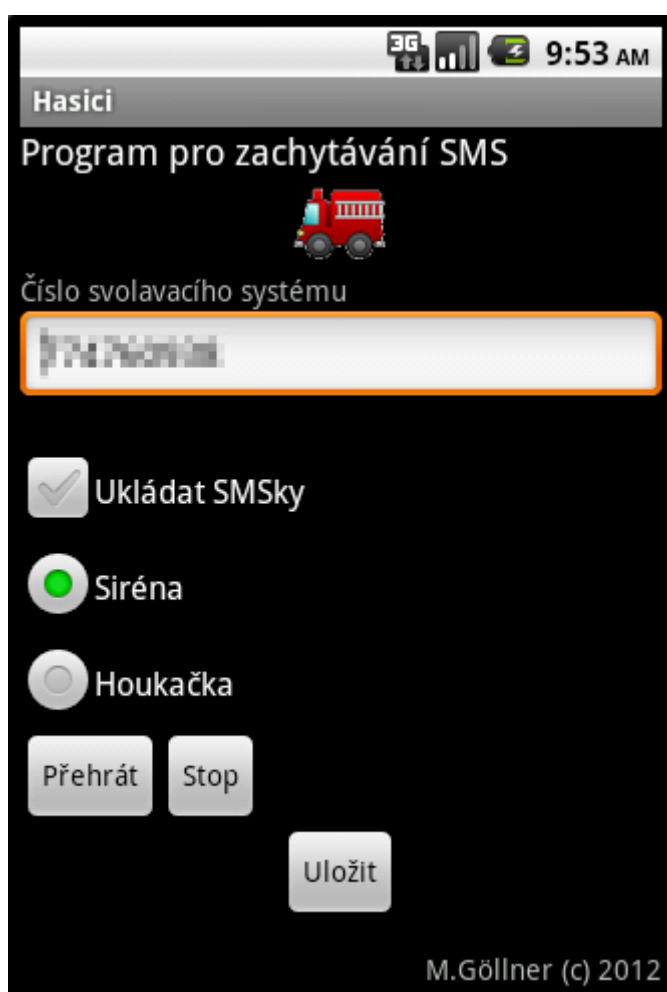 3G 9:53 AM
Hasici
Program pro zachytávání SMS
Číslo svolavacího systému
Ukládat SMSky
Siréna
Houkačka
Přehrát Stop
Uložit
M.Göllner (c) 2012